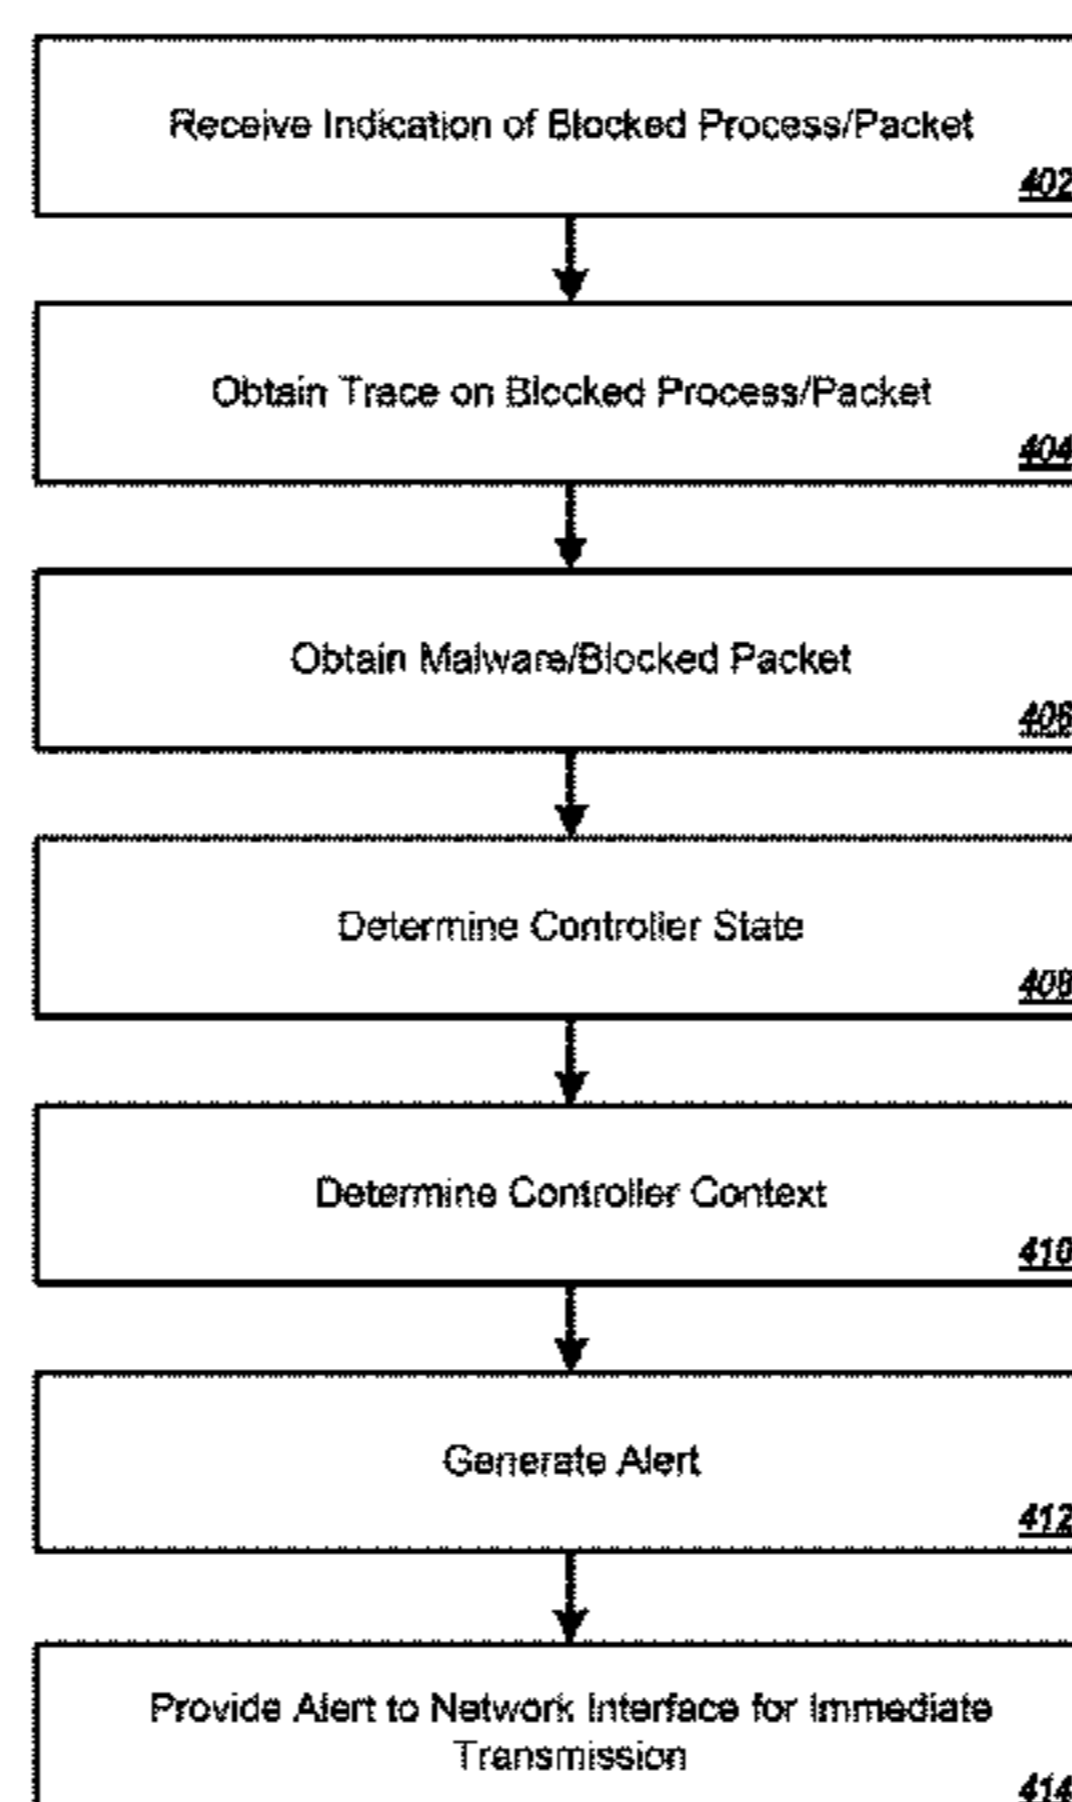 Receive Indication of Blocked Process/Packet
402
Obtain Trace on Blocked Process/Packet
404
Obtain Malware/Blocked Packet
406
Determine Controller State
408
Determine Controller Context
410
Generate Alert
412
Provide Alert to Network Interface for Immediate
Transmission
414